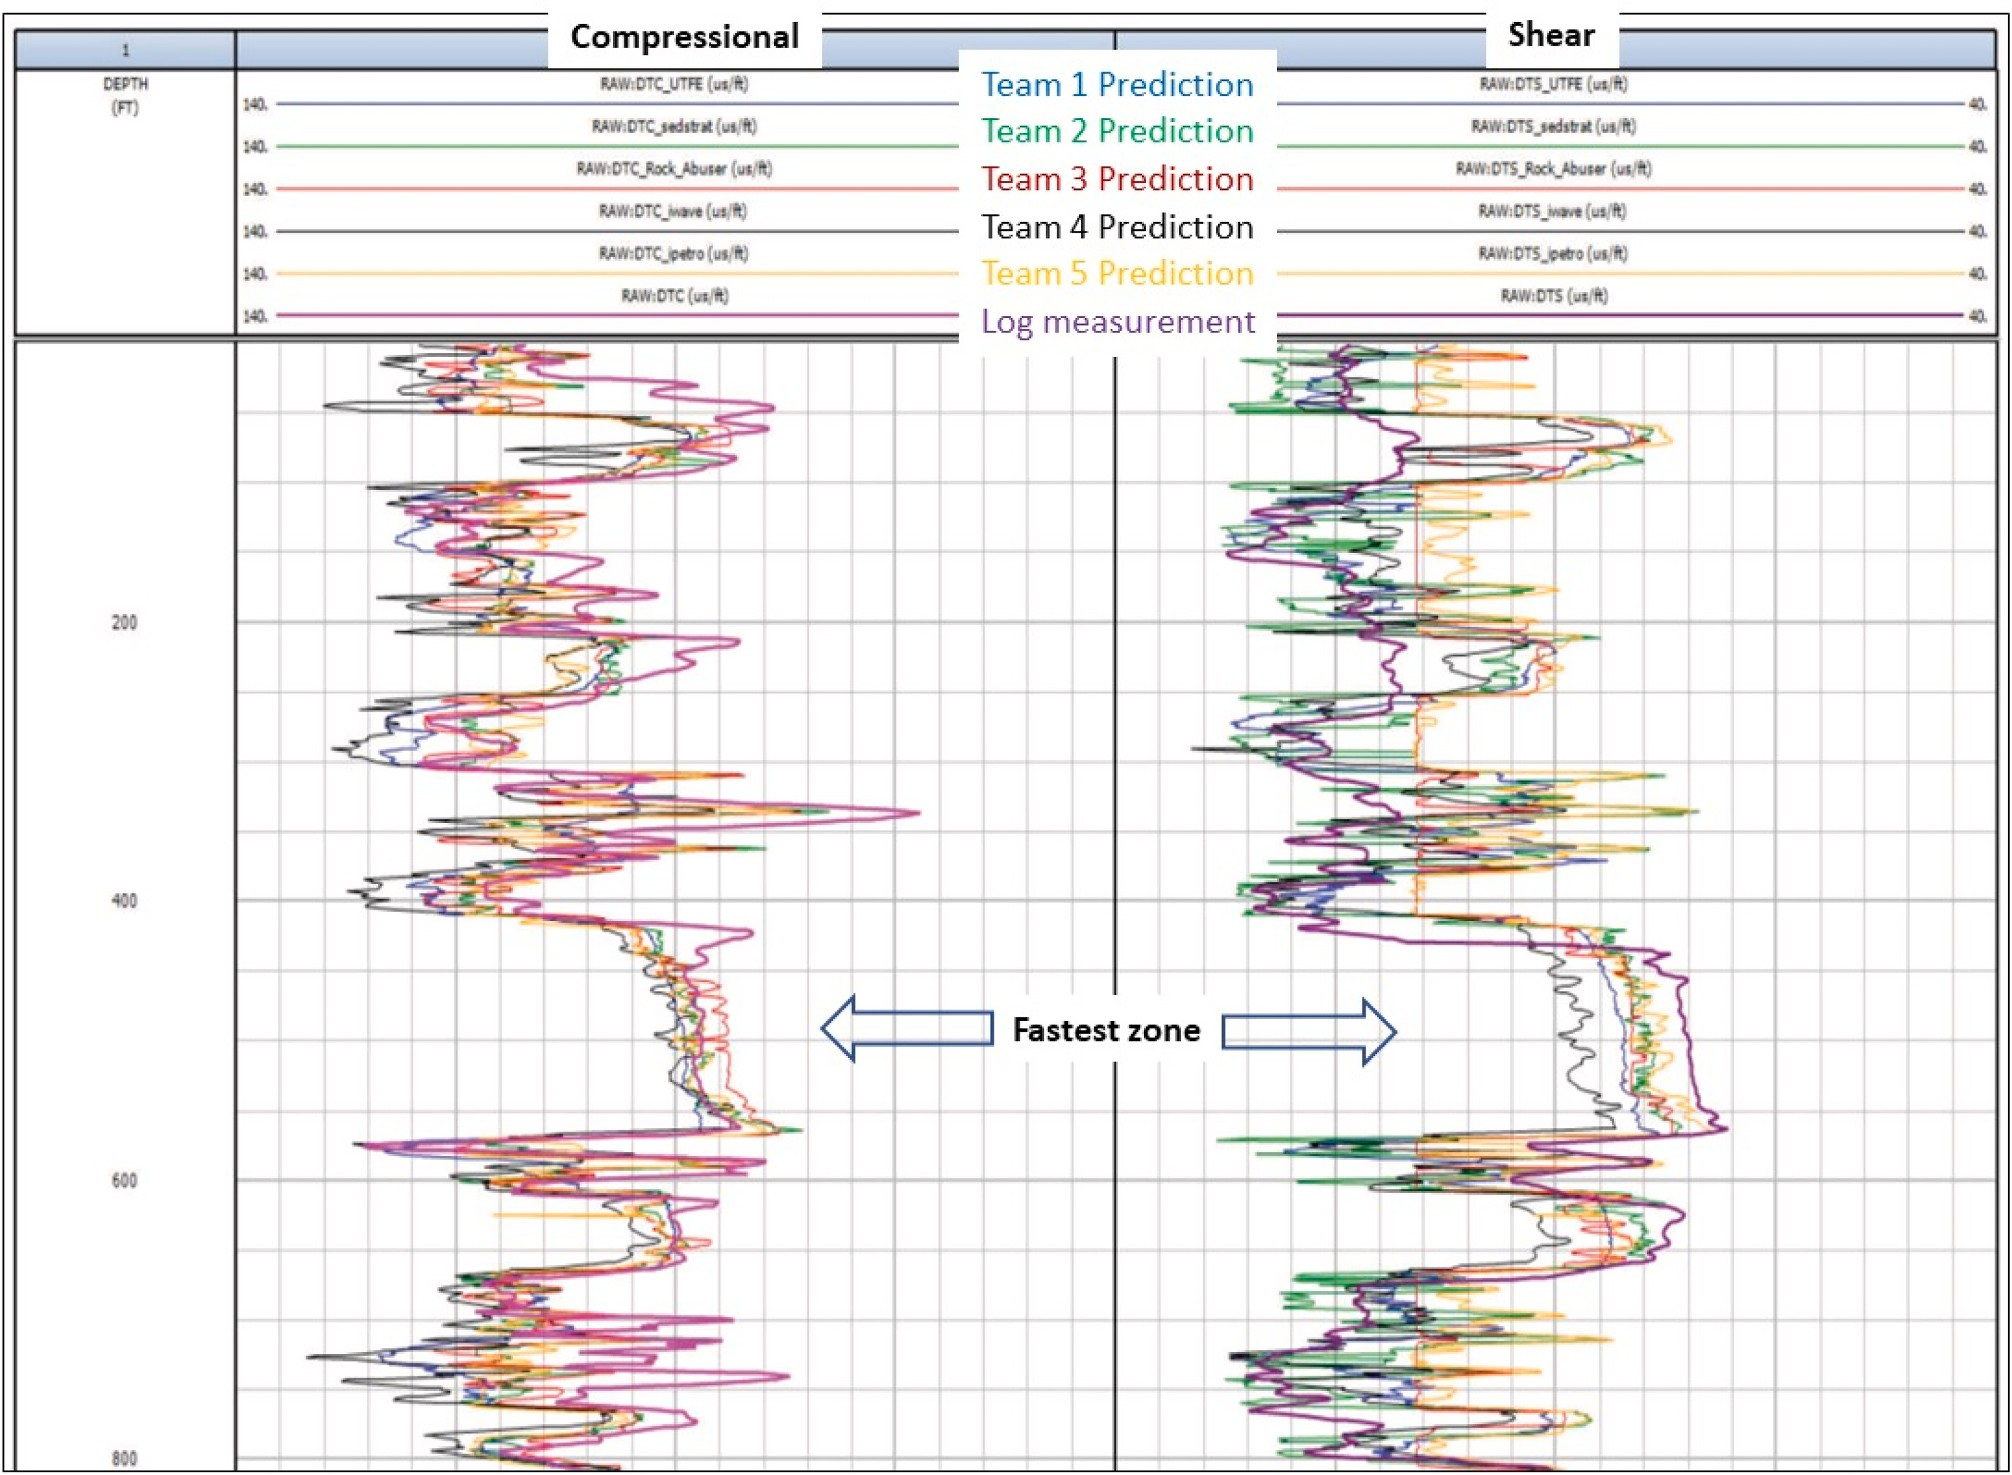 Compressional
Shear
1
DEPTH
(FT)
RAW:DTC_UTFE (us/ft)
140.
RAW:DTC_sedstrat (us/ft)
140.
RAW:DTC_Rock_Abuser (us/ft)
140.
RAW:DTC_iwave (us/ft)
140.
RAW:DTC_ipetro (us/ft)
140.
RAW:DTC (us/ft)
140.
Team 1 Prediction
Team 2 Prediction
Team 3 Prediction
Team 4 Prediction
Team 5 Prediction
Log measurement
RAW:DTS_UTFE (us/ft)
40.
RAW:DTS_sedstrat (us/ft)
40.
RAW:DTS_Rock_Abuser (us/ft)
40.
RAW:DTS_iwave (us/ft)
40.
RAW:DTS_ipetro (us/ft)
40.
RAW:DTS (us/ft)
40.
200
400
Fastest zone
600
800